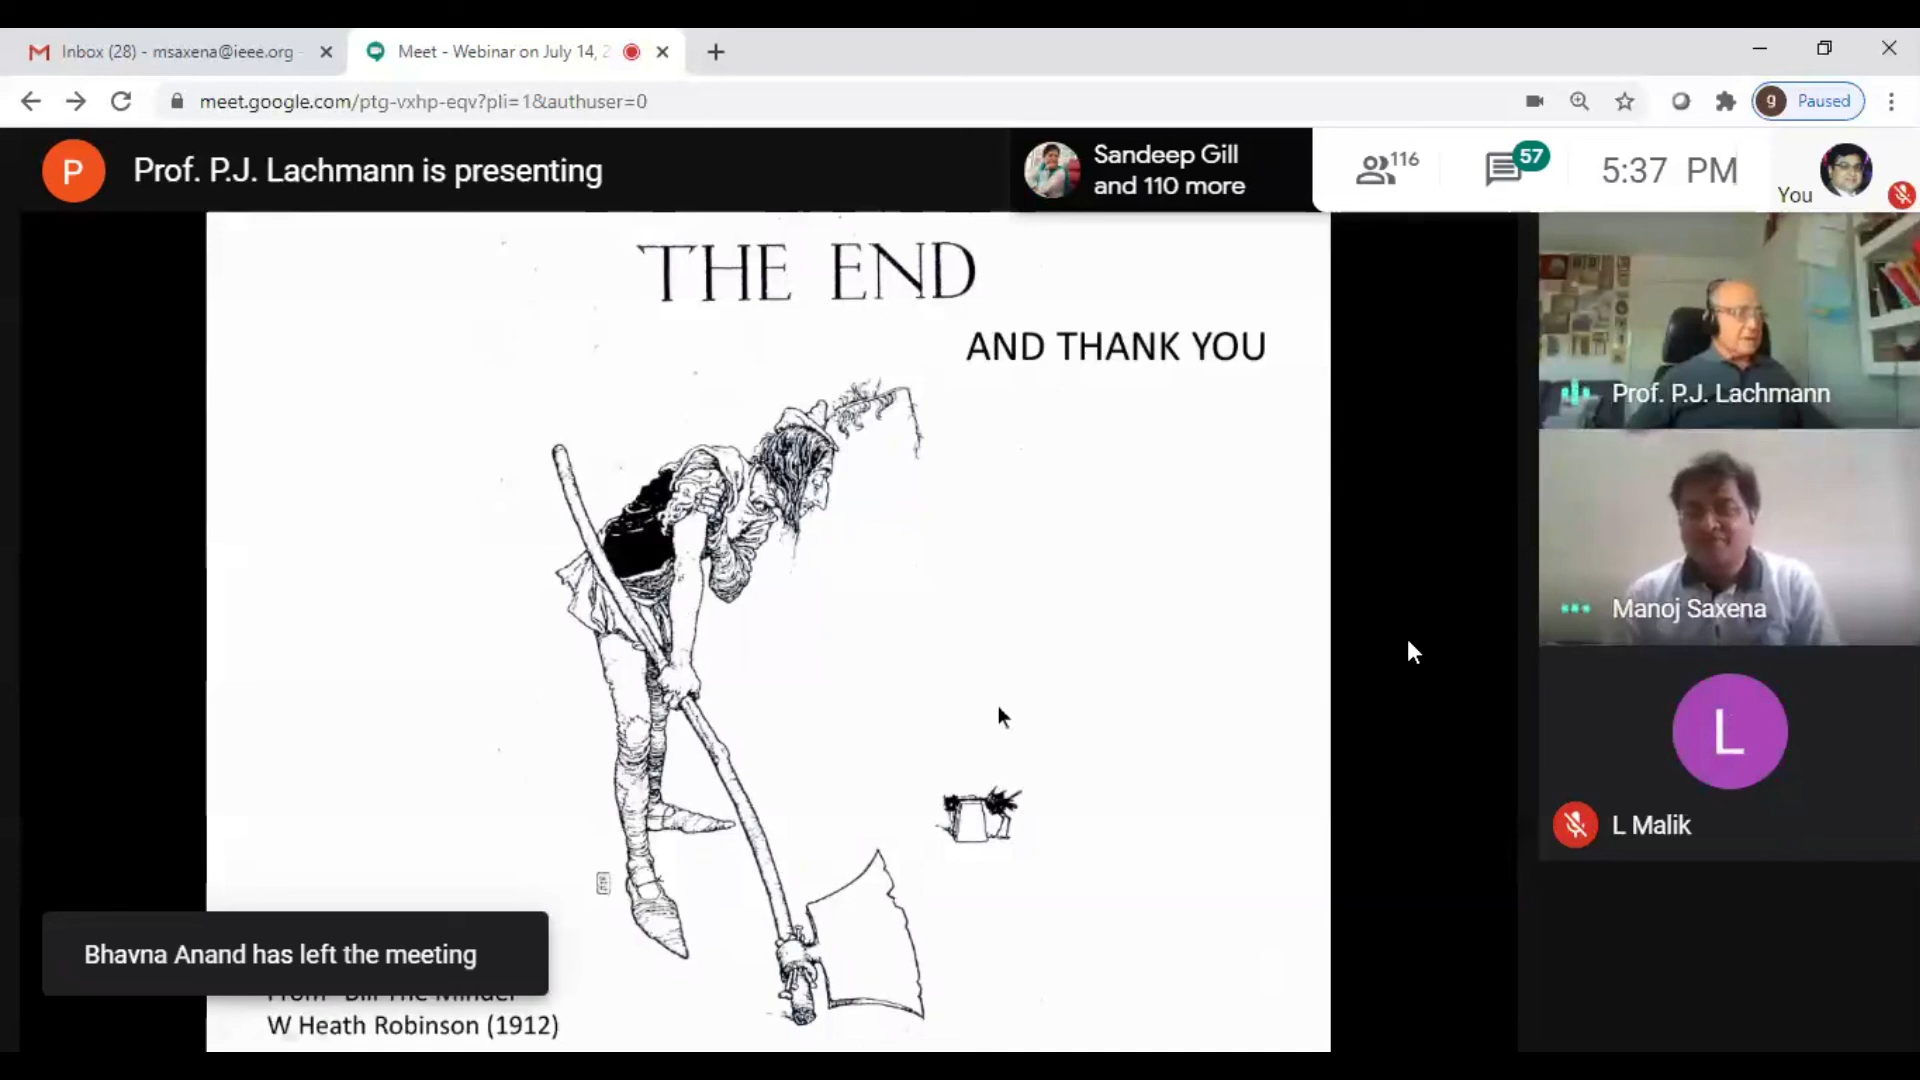 Inbox (28) - msaxena@ieee.org
Meet - Webinar on July 14, 2
meet.google.com/ptg-vxhp-eqv?pli=1&authuser=0
g Paused
P
Prof. P.J. Lachmann is presenting
Sandeep Gill
and 110 more
116
57
5:37 PM
You
THE END
AND THANK YOU
Prof. P.J. Lachmann
Manoj Saxena
L
L Malik
Bhavna Anand has left the meeting
W Heath Robinson (1912)